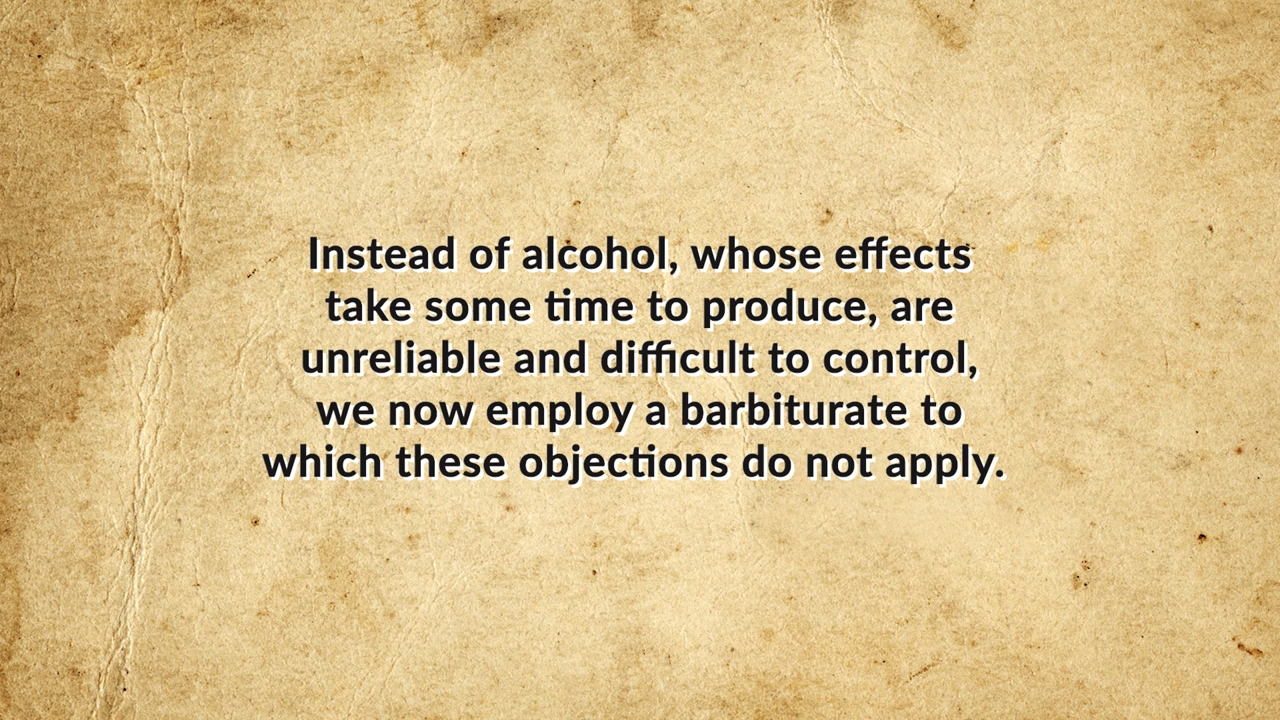 Instead of alcohol, whose effects
take some time to produce, are
unreliable and difficult to control,
we now employ a barbiturate to
which these objections do not apply.